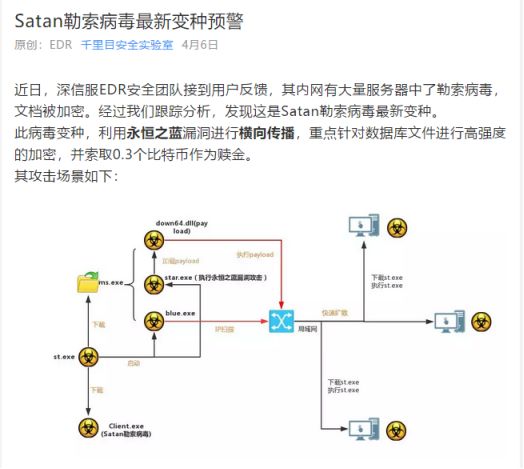 Satan勒索病毒最新变种预警
原创：EDR 千里目安全实验室 4月6日
近日，深信服EDR安全团队接到用户反馈，其内网有大量服务器中了勒索病毒，
文档被加密。经过我们跟踪分析，发现这是Satan勒索病毒最新变种。
此病毒变种，利用永恒之蓝漏洞进行横向传播，重点针对数据库文件进行高强度
的加密，并索取0.3个比特币作为赎金。
其攻击场景如下：
down64.dll(pay
load)
执行payload
加载payload
ms.exe
star.exe（执行永恒之蓝漏洞攻击）
下载st.exe
执行st.exe
blue.exe
快速扩散
下载
IP扫描
局域网
st.exe
启动
下载
下载st.exe
执行st.exe
Client.exe
(Satan勒索病毒)